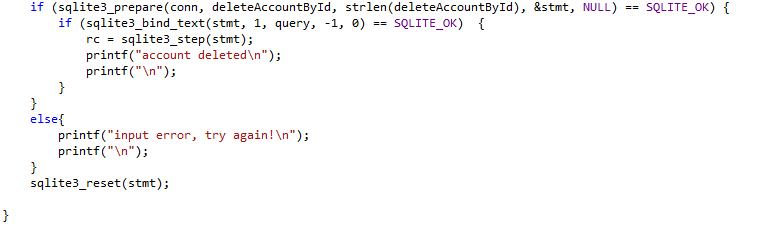 if (sqlite3_prepare(conn, deleteAccountById, strlen(deleteAccountById), &stmt, NULL) == SQLITE_OK) {
    if (sqlite3_bind_text(stmt, 1, query, -1, 0) == SQLITE_OK)  {
        rc = sqlite3_step(stmt);
        printf("account deleted\n");
        printf("\n");
    }
}
else{
    printf("input error, try again!\n");
    printf("\n");
}
sqlite3_reset(stmt);
}